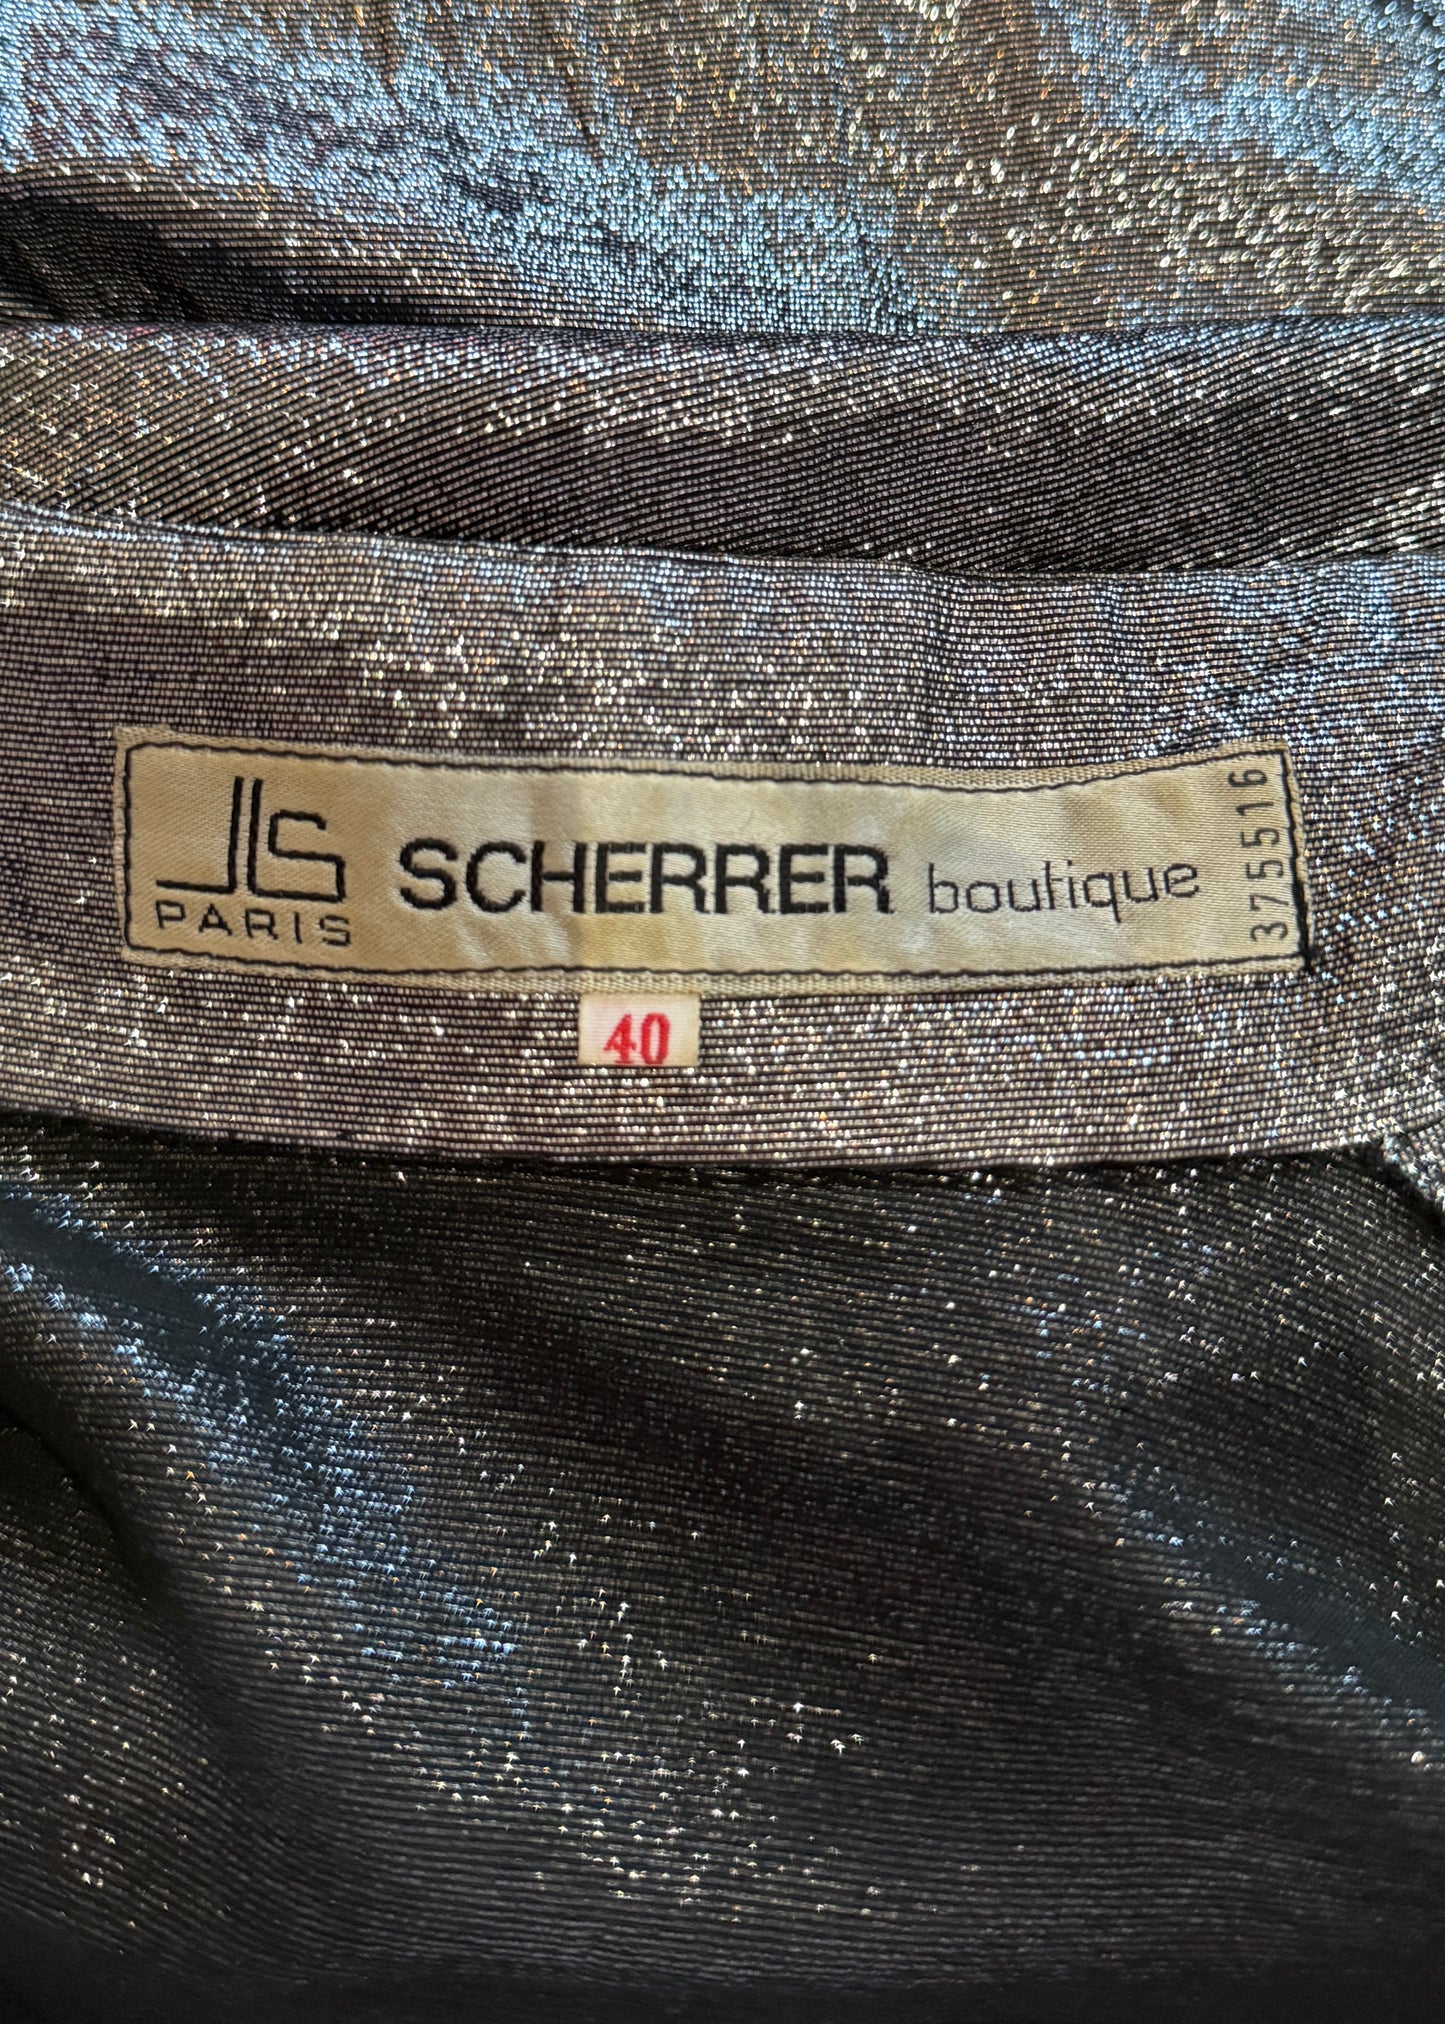 JLS
PARIS
SCHERRER boutique
375516
40